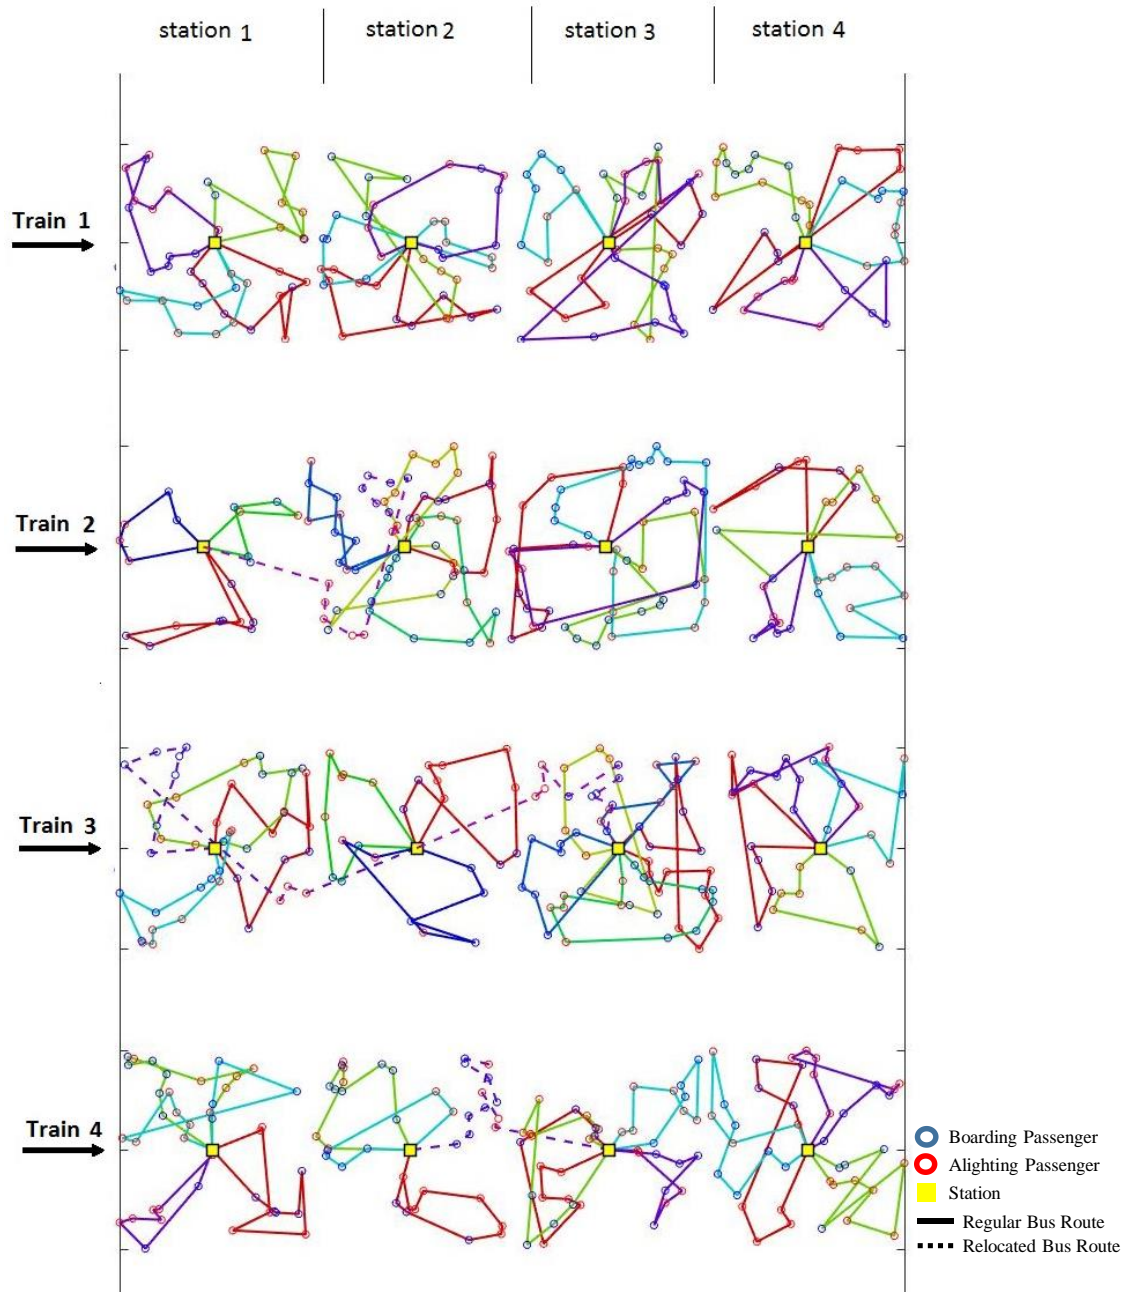 station 1
station 2
station 3
station 4
Train 1
Train 2
Train 3
Train 4
Boarding Passenger
Alighting Passenger
Station
Regular Bus Route
Relocated Bus Route